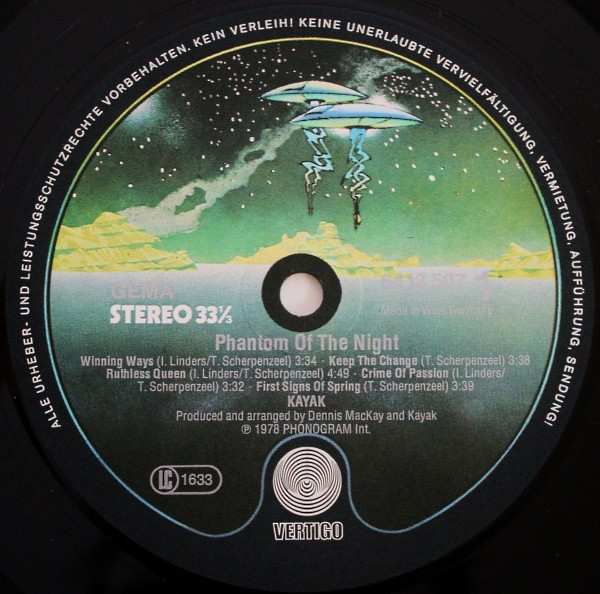 ALLE URHEBER- UND LEISTUNGSSCHUTZRECHTE VORBEHALTEN. KEIN VERLEIH! KEINE UNERLAUBTE VERVIELFÄLTIGUNG, VERMIETUNG, AUFFÜHRUNG, SENDUNG!
GEMA 1
STEREO 33⅓ Made in West Germany
Phantom Of The Night
Winning Ways (I. Linders/T. Scherpenzeel) 3:34 · Keep The Change (T. Scherpenzeel) 3:38
Ruthless Queen (I. Linders/T. Scherpenzeel) 4:49 · Crime Of Passion (I. Linders/
T. Scherpenzeel) 3:32 · First Signs Of Spring (T. Scherpenzeel) 3:39
KAYAK
Produced and arranged by Dennis MacKay and Kayak
℗ 1978 PHONOGRAM Int.
LC 1633
VERTIGO